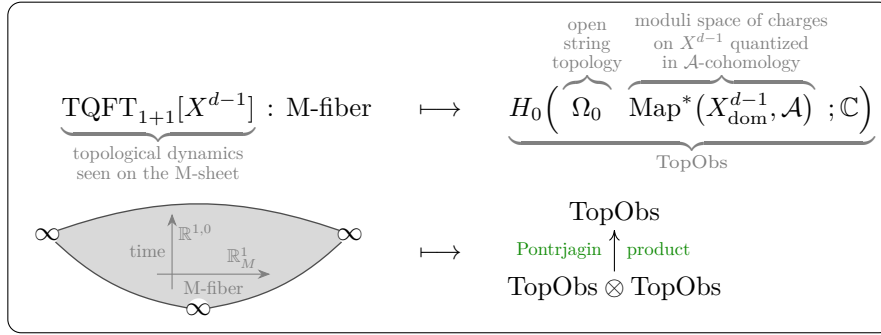 moduli space of charges
on X^{d−1} quantized
in 𝒜-cohomology
open
string
topology
TQFT_{1+1}[X^{d−1}] : M-fiber ⟼ H_0( Ω_0 Map^*(X^{d−1}_{dom}, 𝒜) ; ℂ)
topological dynamics
seen on the M-sheet
TopObs
∞ ∞ ∞
time
ℝ^{1,0}
ℝ^1_M
M-fiber
⟼
TopObs
Pontrjagin product
TopObs ⊗ TopObs